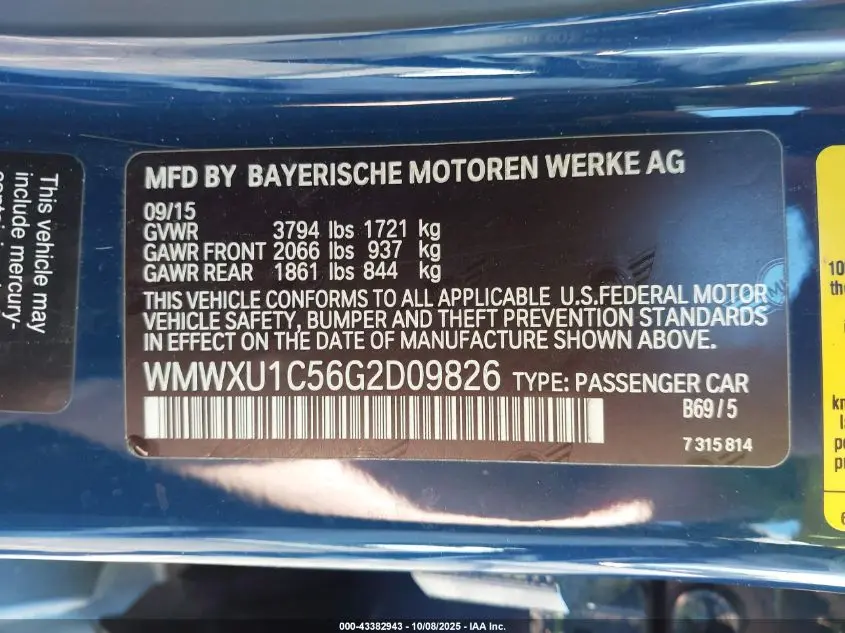 This vehicle may
include mercury-
MFD BY BAYERISCHE MOTOREN WERKE AG
09/15
GVWR 3794 lbs 1721 kg
GAWR FRONT 2066 lbs 937 kg
GAWR REAR 1861 lbs 844 kg
THIS VEHICLE CONFORMS TO ALL APPLICABLE U.S.FEDERAL MOTOR
VEHICLE SAFETY, BUMPER AND THEFT PREVENTION STANDARDS
IN EFFECT ON THE DATE OF MANUFACTURE SHOWN ABOVE.
WMWXU1C56G2D09826 TYPE: PASSENGER CAR
B69/5
7 315 814
000-43382943 - 10/08/2025 - IAA Inc.